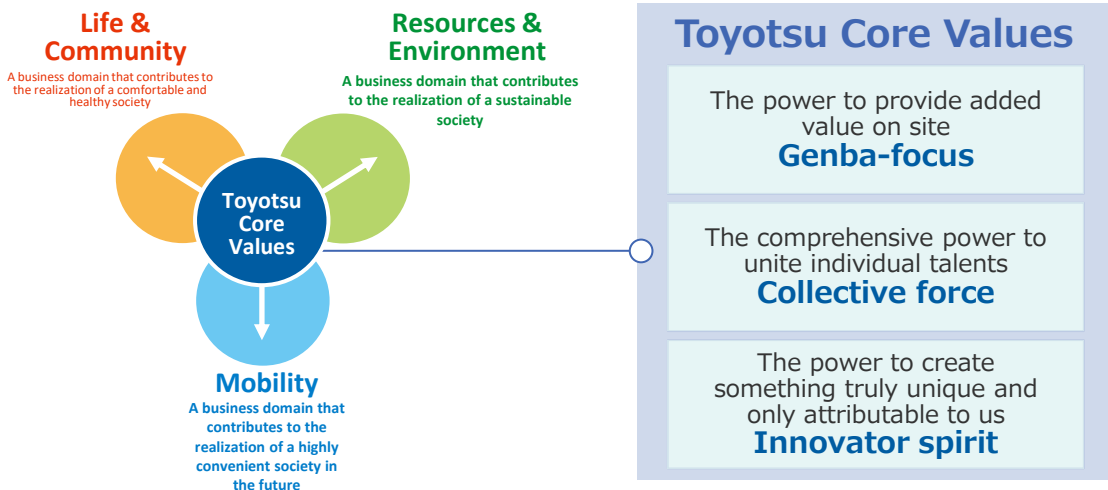 Life &
Community
A business domain that contributes to
the realization of a comfortable and
healthy society
Resources &
Environment
A business domain that contributes
to the realization of a sustainable
society
Toyotsu
Core
Values
Mobility
A business domain that
contributes to the
realization of a highly
convenient society in
the future
Toyotsu Core Values
The power to provide added
value on site
Genba-focus
The comprehensive power to
unite individual talents
Collective force
The power to create
something truly unique and
only attributable to us
Innovator spirit